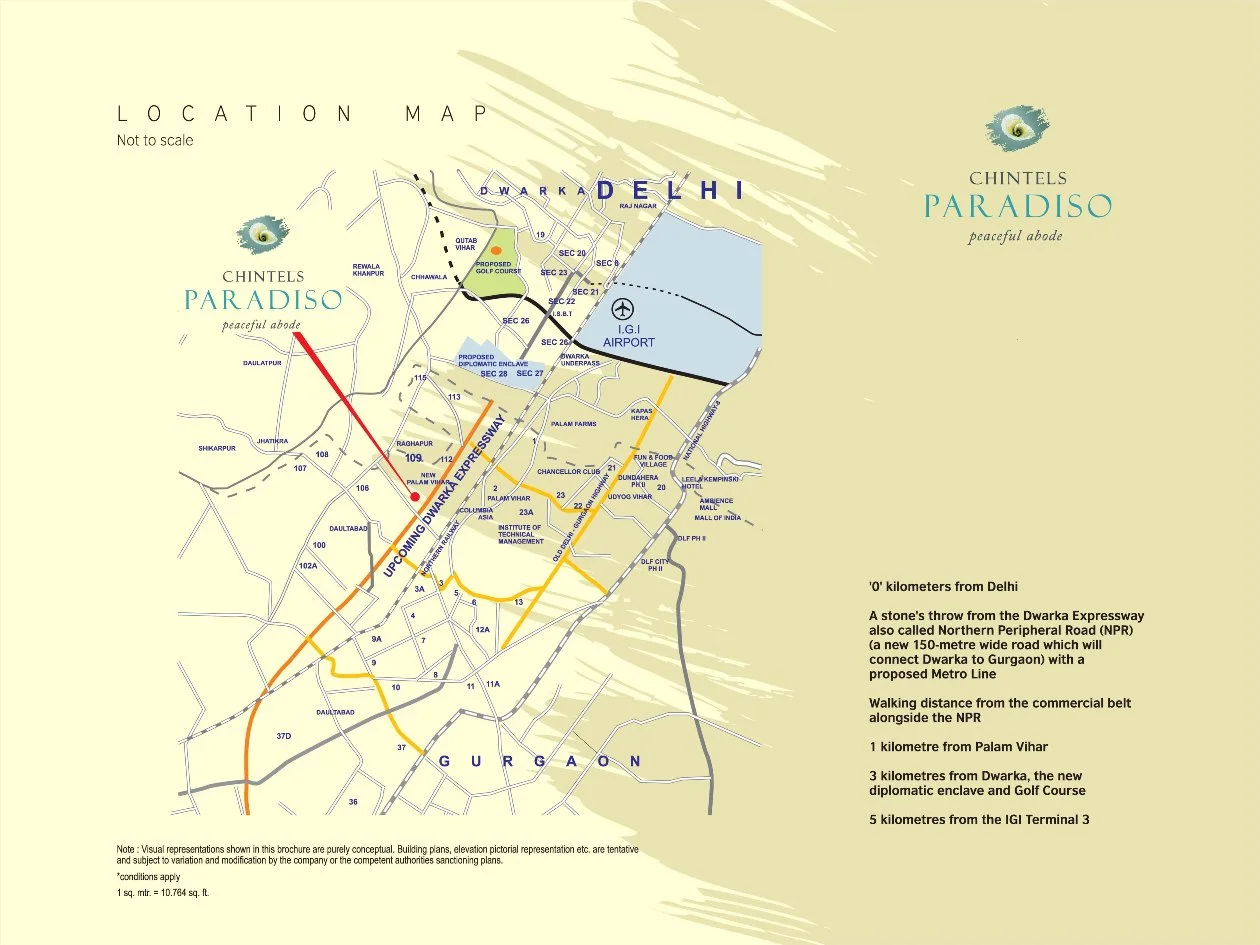 LOCATION MAP
Not to scale
CHINTELS
PARADISO
peaceful abode
CHINTELS
PARADISO
peaceful abode
DWARKA
DELHI
RAJ NAGAR
QUTAB
VIHAR
19
SEC 20
SEC 8
REWALA
KHANPUR
CHHAWALA
PROPOSED
GOLF COURSE
SEC 23
SEC 21
SEC 22
I.S.B.T
SEC 26
I.G.I
AIRPORT
SEC 26
DWARKA
UNDERPASS
PROPOSED
DIPLOMATIC ENCLAVE
SEC 28
SEC 27
DAULATPUR
115
113
KAPAS
HERA
PALAM FARMS
NATIONAL HIGHWAY-8
UPCOMING DWARKA EXPRESSWAY
SHIKARPUR
JHATIKRA
RAGHAPUR
109
112
1
108
107
106
NEW
PALAM VIHAR
CHANCELLOR CLUB
21
FUN & FOOD
VILLAGE
DUNDAHERA
PH II
20
LEELA KEMPINSKI
HOTEL
2
PALAM VIHAR
23
22
UDYOG VIHAR
AMBIENCE
MALL
MALL OF INDIA
COLUMBIA
ASIA
23A
OLD DELHI - GURGAON HIGHWAY
DAULTABAD
INSTITUTE OF
TECHNICAL
MANAGEMENT
NORTHERN RAILWAY
DLF PH II
100
102A
DLF CITY
PH II
3A
3
5
6
13
4
12A
9A
7
9
8
10
11
11A
DAULTABAD
37D
37
GURGAON
36
'0' kilometers from Delhi
A stone's throw from the Dwarka Expressway
also called Northern Peripheral Road (NPR)
(a new 150-metre wide road which will
connect Dwarka to Gurgaon) with a
proposed Metro Line
Walking distance from the commercial belt
alongside the NPR
1 kilometre from Palam Vihar
3 kilometres from Dwarka, the new
diplomatic enclave and Golf Course
5 kilometres from the IGI Terminal 3
Note : Visual representations shown in this brochure are purely conceptual. Building plans, elevation pictorial representation etc. are tentative
and subject to variation and modification by the company or the competent authorities sanctioning plans.
*conditions apply
1 sq. mtr. = 10.764 sq. ft.